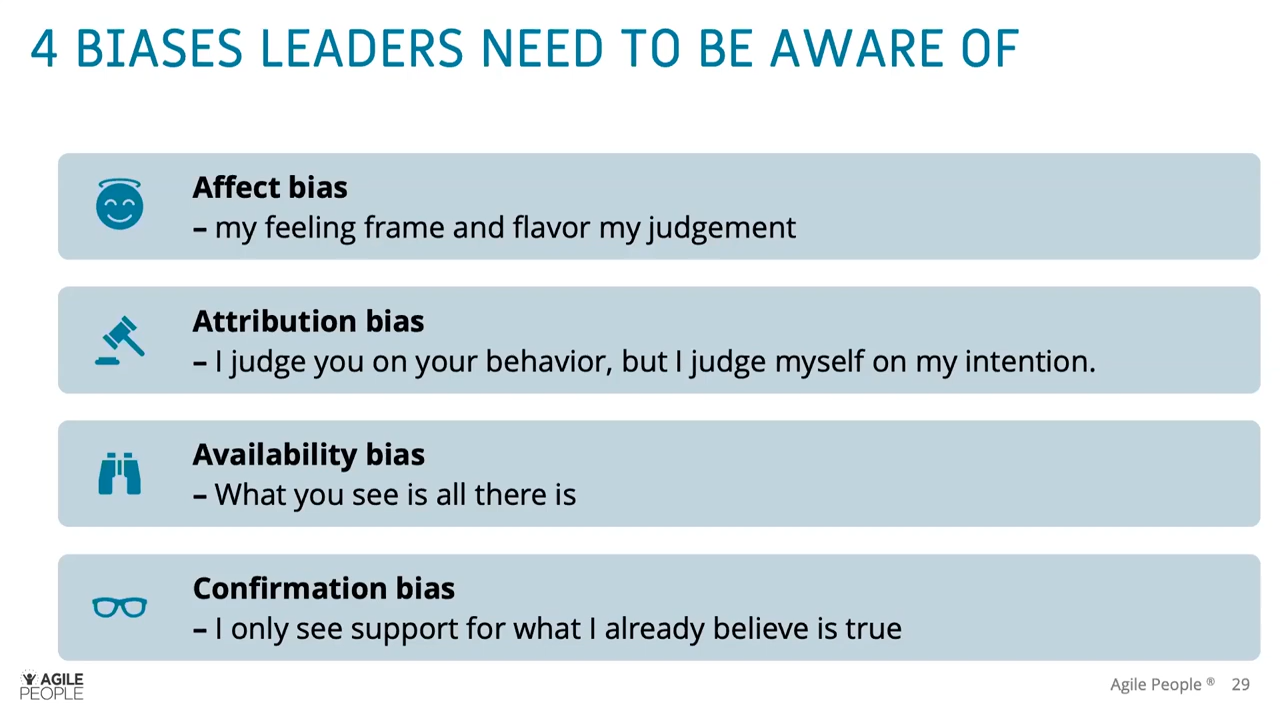 4 BIASES LEADERS NEED TO BE AWARE OF
Affect bias
– my feeling frame and flavor my judgement
Attribution bias
– I judge you on your behavior, but I judge myself on my intention.
Availability bias
– What you see is all there is
Confirmation bias
– I only see support for what I already believe is true
AGILE
PEOPLE
Agile People ® 29